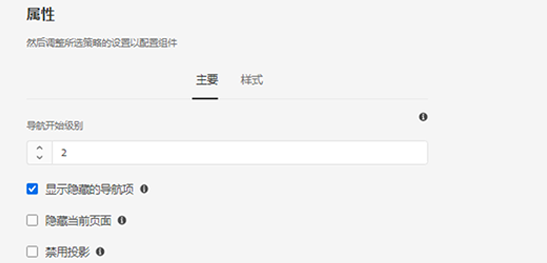 属性
然后调整所选策略的设置以配置组件
主要 样式
导航开始级别
2
显示隐藏的导航项
隐藏当前页面
禁用投影